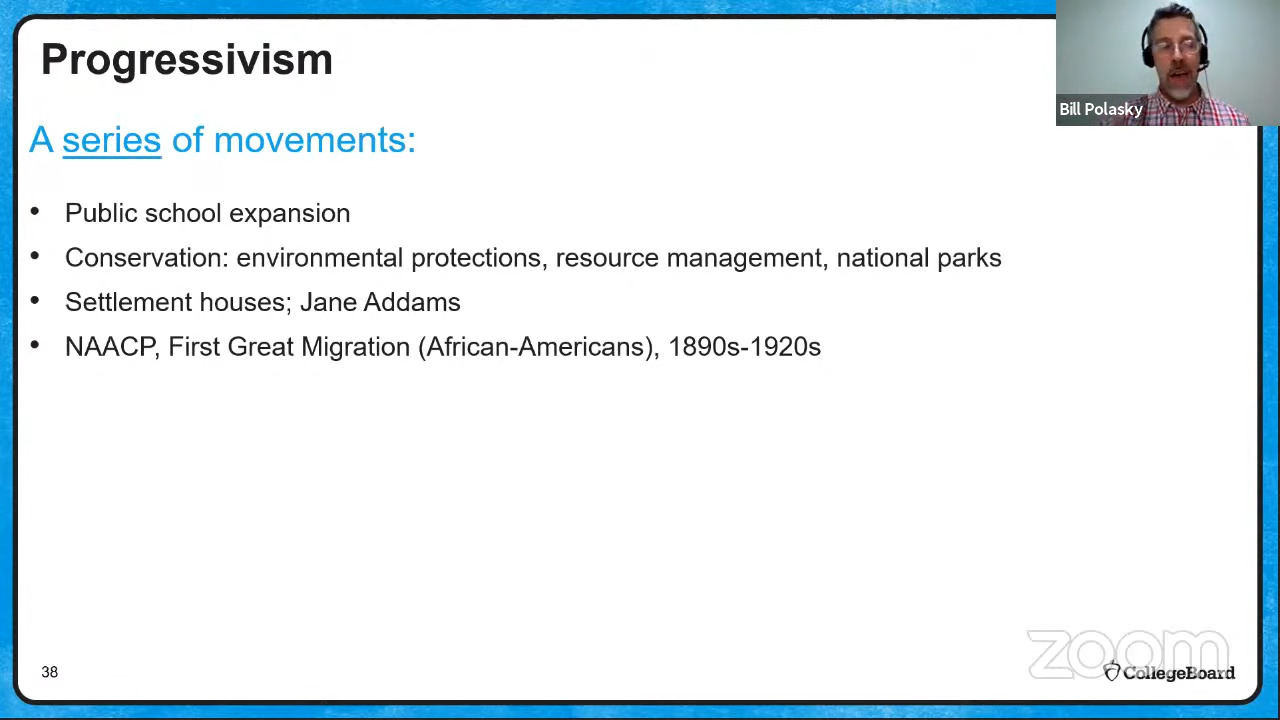 Progressivism
Bill Polasky
A series of movements:
• Public school expansion
• Conservation: environmental protections, resource management, national parks
• Settlement houses; Jane Addams
• NAACP, First Great Migration (African-Americans), 1890s-1920s
zoom
38
CollegeBoard